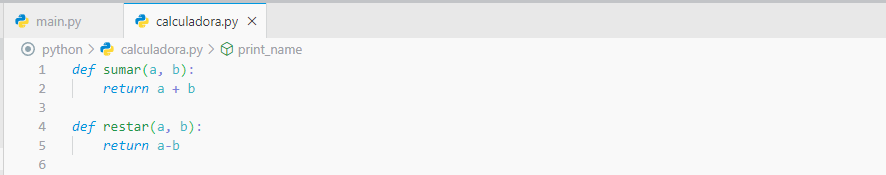 main.py calculadora.py
python > calculadora.py > print_name
1 def sumar(a, b):
2 return a + b
3
4 def restar(a, b):
5 return a-b
6